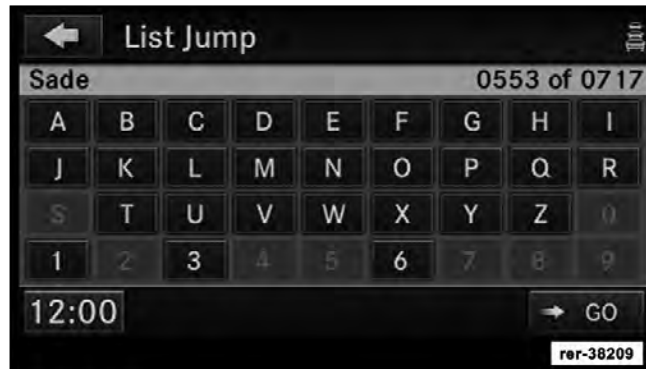 List Jump
Sade 0553 of 0717
A B C D E F G H I
J K L M N O P Q R
S T U V W X Y Z 0
1 2 3 4 5 6 7 8 9
12:00 GO
rer-38209